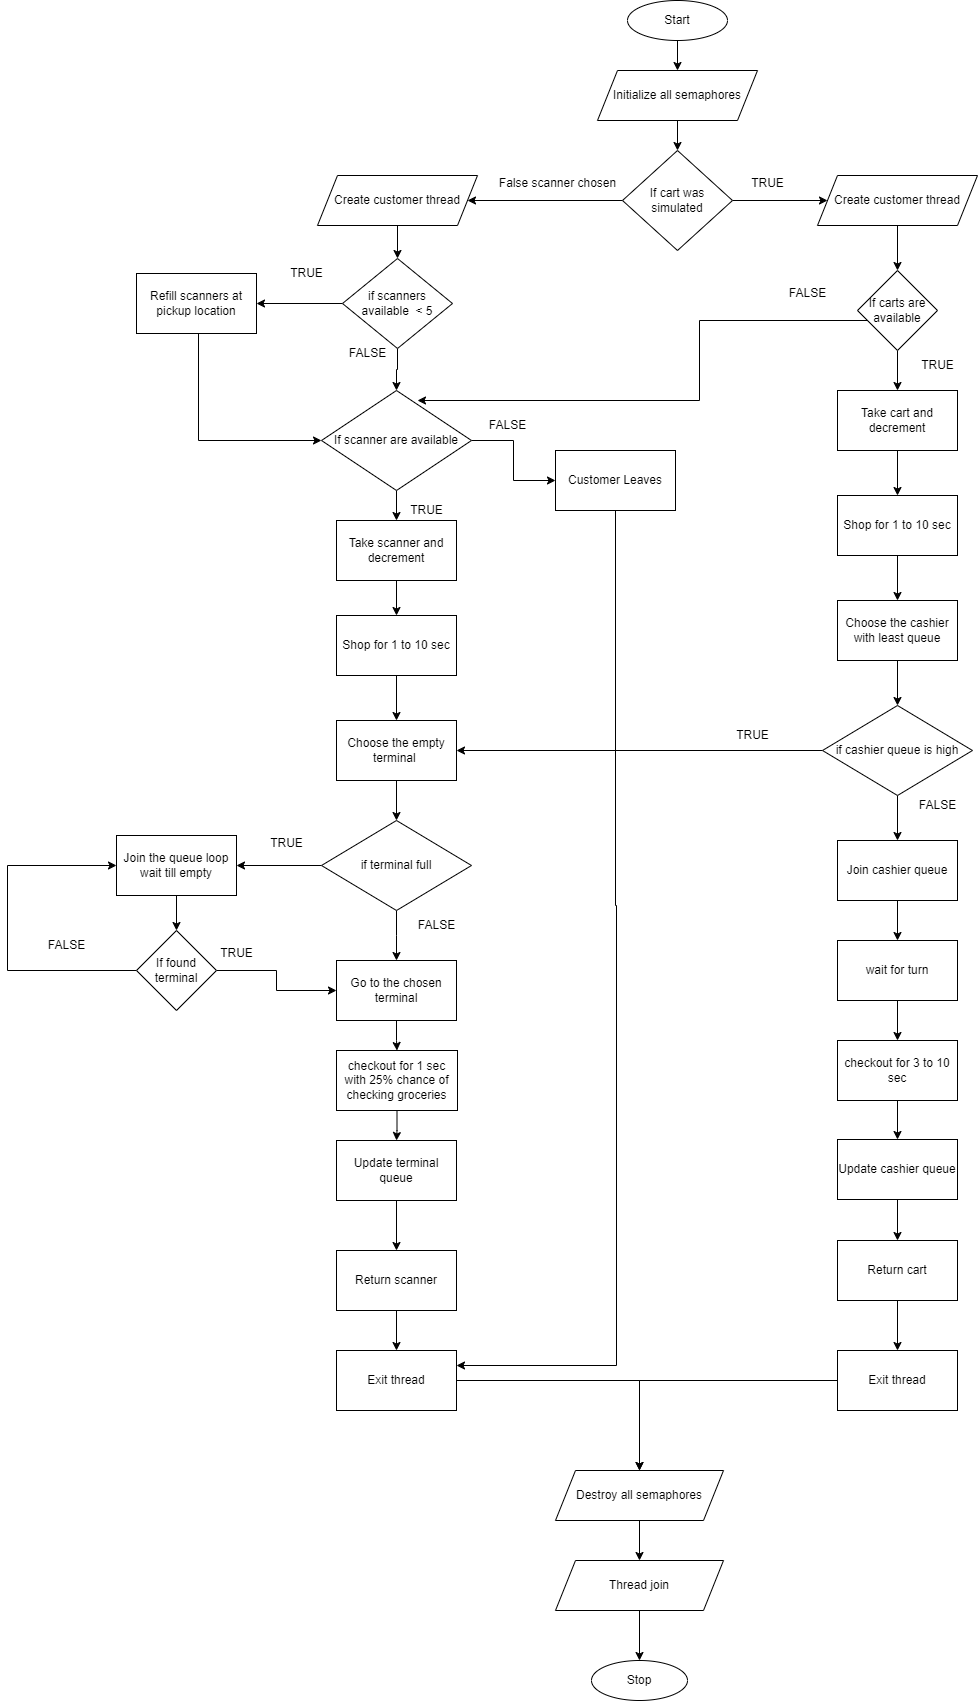 Start
Initialize all semaphores
False scanner chosen
If cart was
simulated
TRUE
Create customer thread
Create customer thread
TRUE
if scanners
available < 5
Refill scanners at
pickup location
FALSE
FALSE
If carts are
available
TRUE
If scanner are available
FALSE
Customer Leaves
TRUE
Take cart and
decrement
Take scanner and
decrement
Shop for 1 to 10 sec
Shop for 1 to 10 sec
Choose the cashier
with least queue
Choose the empty
terminal
TRUE
if cashier queue is high
FALSE
Join the queue loop
wait till empty
TRUE
if terminal full
FALSE
Join cashier queue
FALSE
If found
terminal
TRUE
Go to the chosen
terminal
wait for turn
checkout for 1 sec
with 25% chance of
checking groceries
checkout for 3 to 10
sec
Update terminal
queue
Update cashier queue
Return scanner
Return cart
Exit thread
Exit thread
Destroy all semaphores
Thread join
Stop